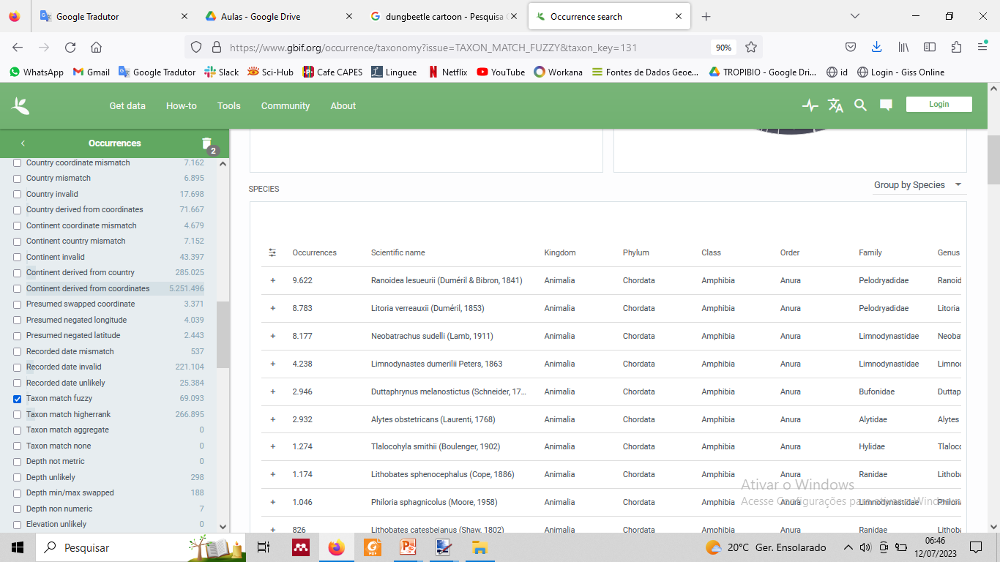 Google Tradutor
Aulas - Google Drive
dungbeetle cartoon - Pesquisa
Occurrence search
https://www.gbif.org/occurrence/taxonomy?issue=TAXON_MATCH_FUZZY&taxon_key=131
90%
WhatsApp Gmail Google Tradutor Slack Sci-Hub Cafe CAPES Linguee Netflix YouTube Workana Fontes de Dados Geoe... TROPIBIO - Google Dri... id Login - Giss Online
Get data How-to Tools Community About Login
Occurrences 2
Country coordinate mismatch 7.162
Country mismatch 6.895
Country invalid 17.698
Country derived from coordinates 71.667
Continent coordinate mismatch 4.679
Continent country mismatch 7.152
Continent invalid 43.397
Continent derived from country 285.025
Continent derived from coordinates 5.251.496
Presumed swapped coordinate 3.371
Presumed negated longitude 4.039
Presumed negated latitude 2.443
Recorded date mismatch 537
Recorded date invalid 221.104
Recorded date unlikely 25.384
Taxon match fuzzy 69.093
Taxon match higherrank 266.895
Taxon match aggregate 0
Taxon match none 0
Depth not metric 0
Depth unlikely 298
Depth min/max swapped 188
Depth non numeric 7
Elevation unlikely 0
SPECIES
Group by Species
Occurrences Scientific name Kingdom Phylum Class Order Family Genus
+ 9.622 Ranoidea lesueurii (Duméril & Bibron, 1841) Animalia Chordata Amphibia Anura Pelodryadidae Ranoid
+ 8.783 Litoria verreauxii (Duméril, 1853) Animalia Chordata Amphibia Anura Pelodryadidae Litoria
+ 8.177 Neobatrachus sudelli (Lamb, 1911) Animalia Chordata Amphibia Anura Limnodynastidae Neoba
+ 4.238 Limnodynastes dumerilii Peters, 1863 Animalia Chordata Amphibia Anura Limnodynastidae Limno
+ 2.946 Duttaphrynus melanostictus (Schneider, 17... Animalia Chordata Amphibia Anura Bufonidae Duttap
+ 2.932 Alytes obstetricans (Laurenti, 1768) Animalia Chordata Amphibia Anura Alytidae Alytes
+ 1.274 Tlalocohyla smithii (Boulenger, 1902) Animalia Chordata Amphibia Anura Hylidae Tlaloc
+ 1.174 Lithobates sphenocephalus (Cope, 1886) Animalia Chordata Amphibia Anura Ranidae Lithoba
+ 1.046 Philoria sphagnicolus (Moore, 1958) Animalia Chordata Amphibia Anura Limnodynastidae Philoria
+ 826 Lithobates catesbeianus (Shaw, 1802) Animalia Chordata Amphibia Anura Ranidae Lithoba
Ativar o Windows
Acesse Configurações para ativar o Windows.
Pesquisar
20°C Ger. Ensolarado
06:46
12/07/2023